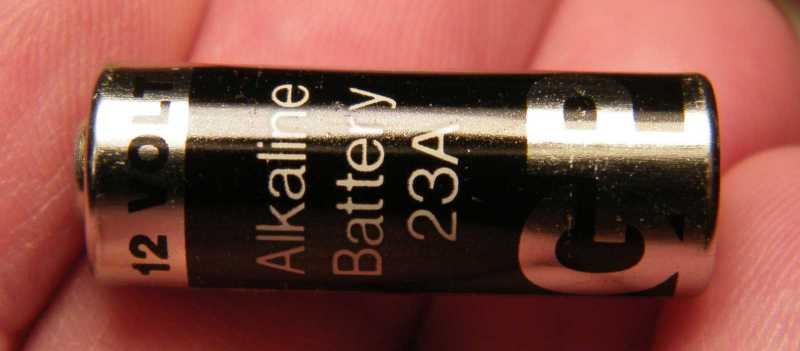 12 VOLT
Alkaline
Battery
23A
GP